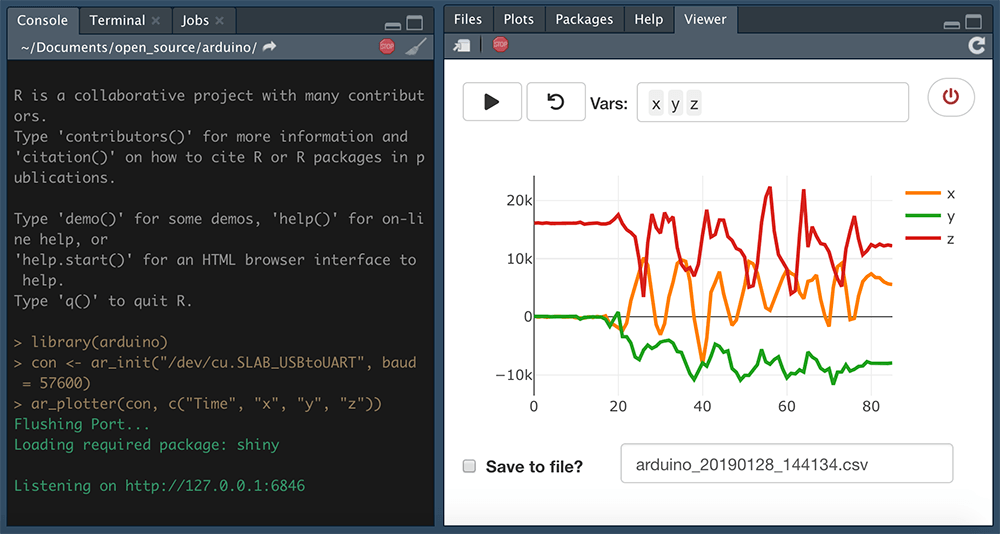 Console Terminal Jobs
~/Documents/open_source/arduino/
STOP
R is a collaborative project with many contribut
ors.
Type 'contributors()' for more information and
'citation()' on how to cite R or R packages in p
ublications.
Type 'demo()' for some demos, 'help()' for on-li
ne help, or
'help.start()' for an HTML browser interface to
 help.
Type 'q()' to quit R.
> library(arduino)
> con <- ar_init("/dev/cu.SLAB_USBtoUART", baud
 = 57600)
> ar_plotter(con, c("Time", "x", "y", "z"))
Flushing Port...
Loading required package: shiny
Listening on http://127.0.0.1:6846
Files Plots Packages Help Viewer
STOP
Vars: x y z
20k
10k
0
−10k
0 20 40 60 80
x
y
z
Save to file? arduino_20190128_144134.csv